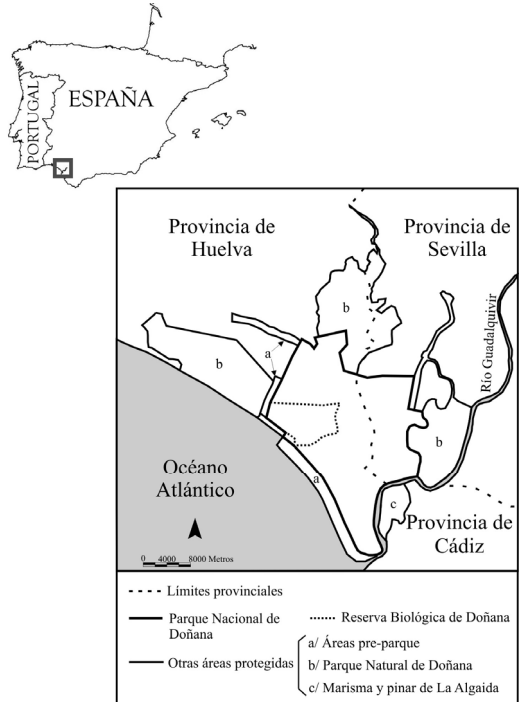 ESPAÑA
PORTUGAL
Provincia de
Huelva
Provincia de
Sevilla
b
Río Guadalquivir
a
b
b
a
c
Océano
Atlántico
Provincia de
Cádiz
0 4000 8000 Metros
Límites provinciales
Parque Nacional de
Doñana
Reserva Biológica de Doñana
Otras áreas protegidas
a/ Áreas pre-parque
b/ Parque Natural de Doñana
c/ Marisma y pinar de La Algaida